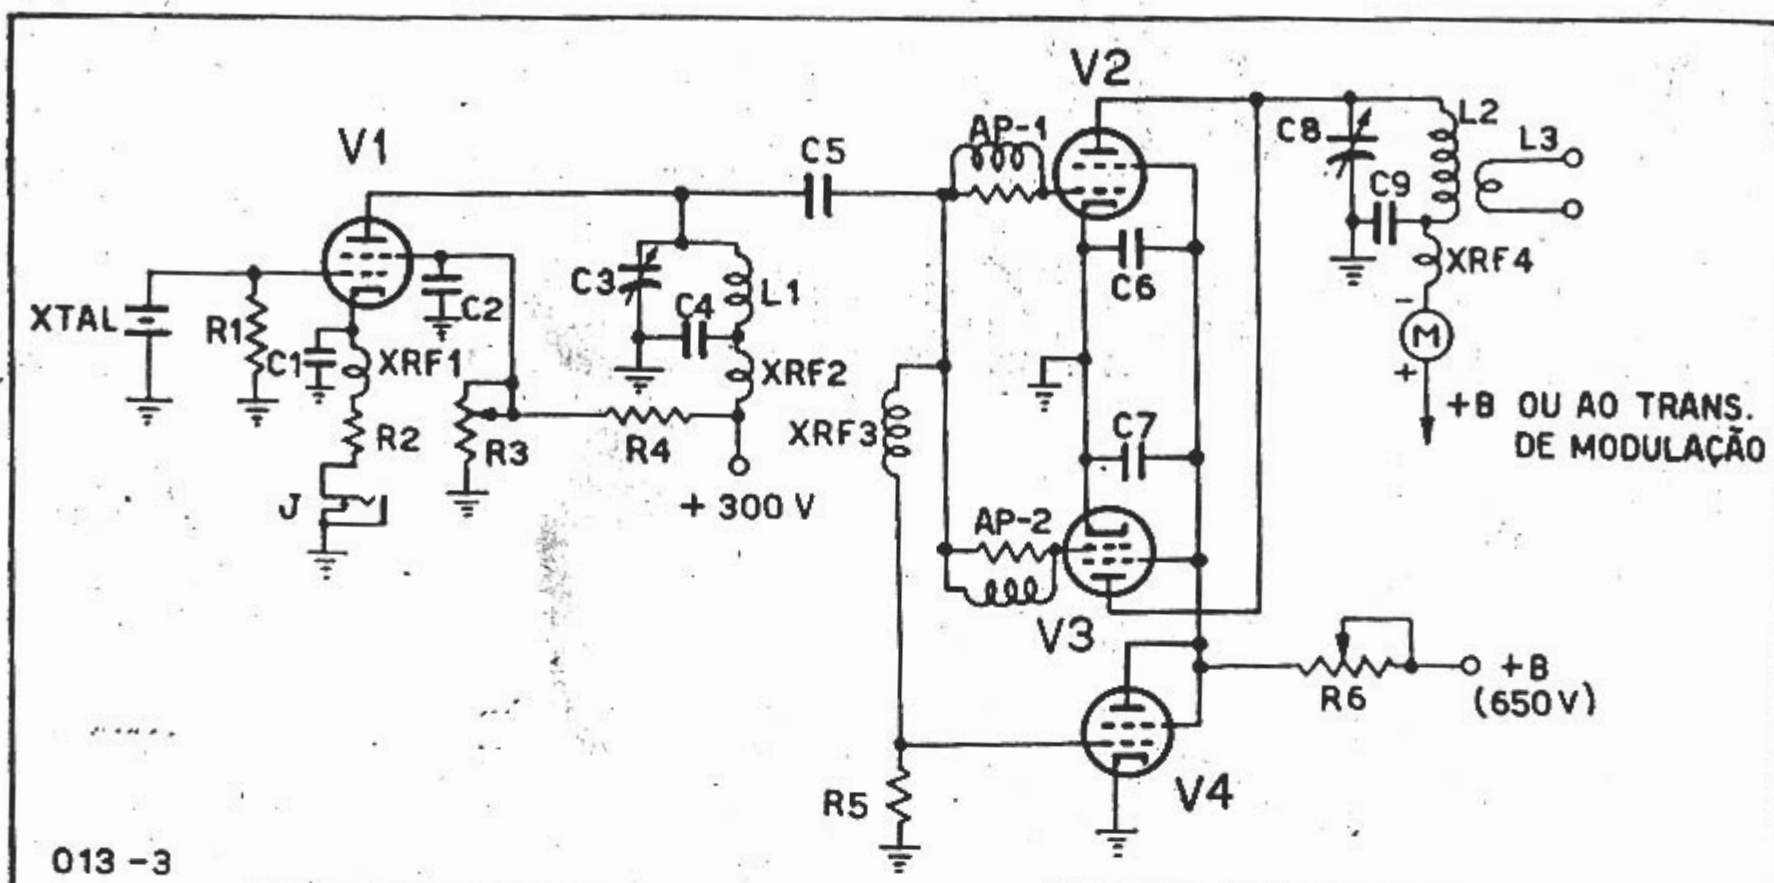 V1
V2
AP-1
C5
C8
L2
L3
C9
XTAL
R1
C1
XRF1
C2
C3
C4
L1
XRF2
C6
XRF4
-
M
+
+B OU AO TRANS.
DE MODULAÇÃO
R2
R3
R4
XRF3
C7
J
+300 V
AP-2
V3
R6
+B
(650 V)
R5
V4
013-3